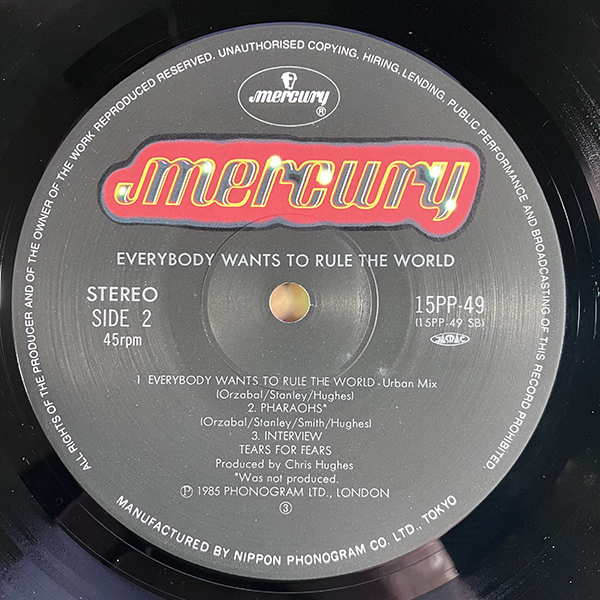 ALL RIGHTS OF THE PRODUCER AND OF THE OWNER OF THE WORK REPRODUCED RESERVED. UNAUTHORISED COPYING, HIRING, LENDING, PUBLIC PERFORMANCE AND BROADCASTING OF THIS RECORD PROHIBITED.
mercury
®
mercury
EVERYBODY WANTS TO RULE THE WORLD
STEREO
SIDE 2
45rpm
15PP-49
(15PP-49 SB)
JASRAC
1 EVERYBODY WANTS TO RULE THE WORLD - Urban Mix
(Orzabal/Stanley/Hughes)
2. PHARAOHS*
(Orzabal/Stanley/Smith/Hughes)
3. INTERVIEW
TEARS FOR FEARS
Produced by Chris Hughes
*Was not produced.
Ⓟ 1985 PHONOGRAM LTD., LONDON
③
MANUFACTURED BY NIPPON PHONOGRAM CO. LTD., TOKYO